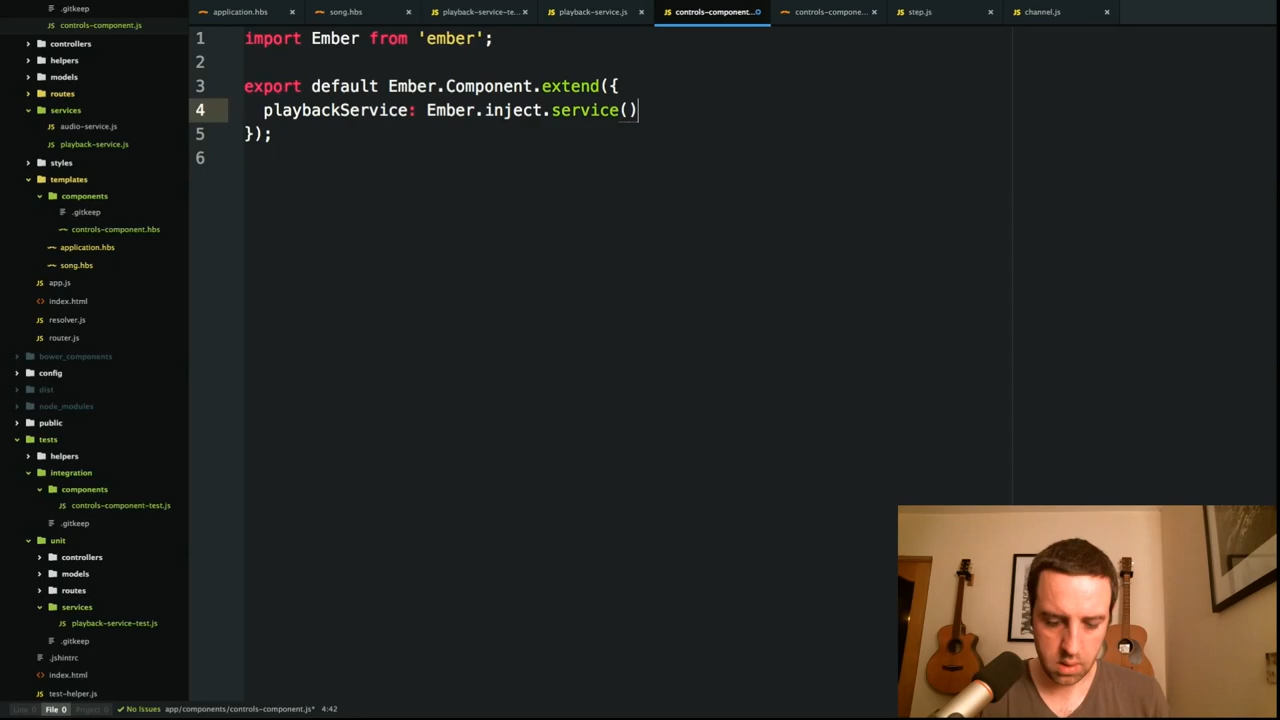 .gitkeep
controls-component.js
controllers
helpers
models
routes
services
audio-service.js
playback-service.js
styles
templates
components
.gitkeep
controls-component.hbs
application.hbs
song.hbs
app.js
index.html
resolver.js
router.js
bower_components
config
dist
node_modules
public
tests
helpers
integration
components
controls-component-test.js
.gitkeep
unit
controllers
models
routes
services
playback-service-test.js
.gitkeep
.jshintrc
index.html
test-helper.js
application.hbs
song.hbs
playback-service-te...
playback-service.js
controls-component...
controls-compone...
step.js
channel.js
1 import Ember from 'ember';
2
3 export default Ember.Component.extend({
4 playbackService: Ember.inject.service()
5 });
6
File 0
No Issues app/components/controls-component.js* 4:42